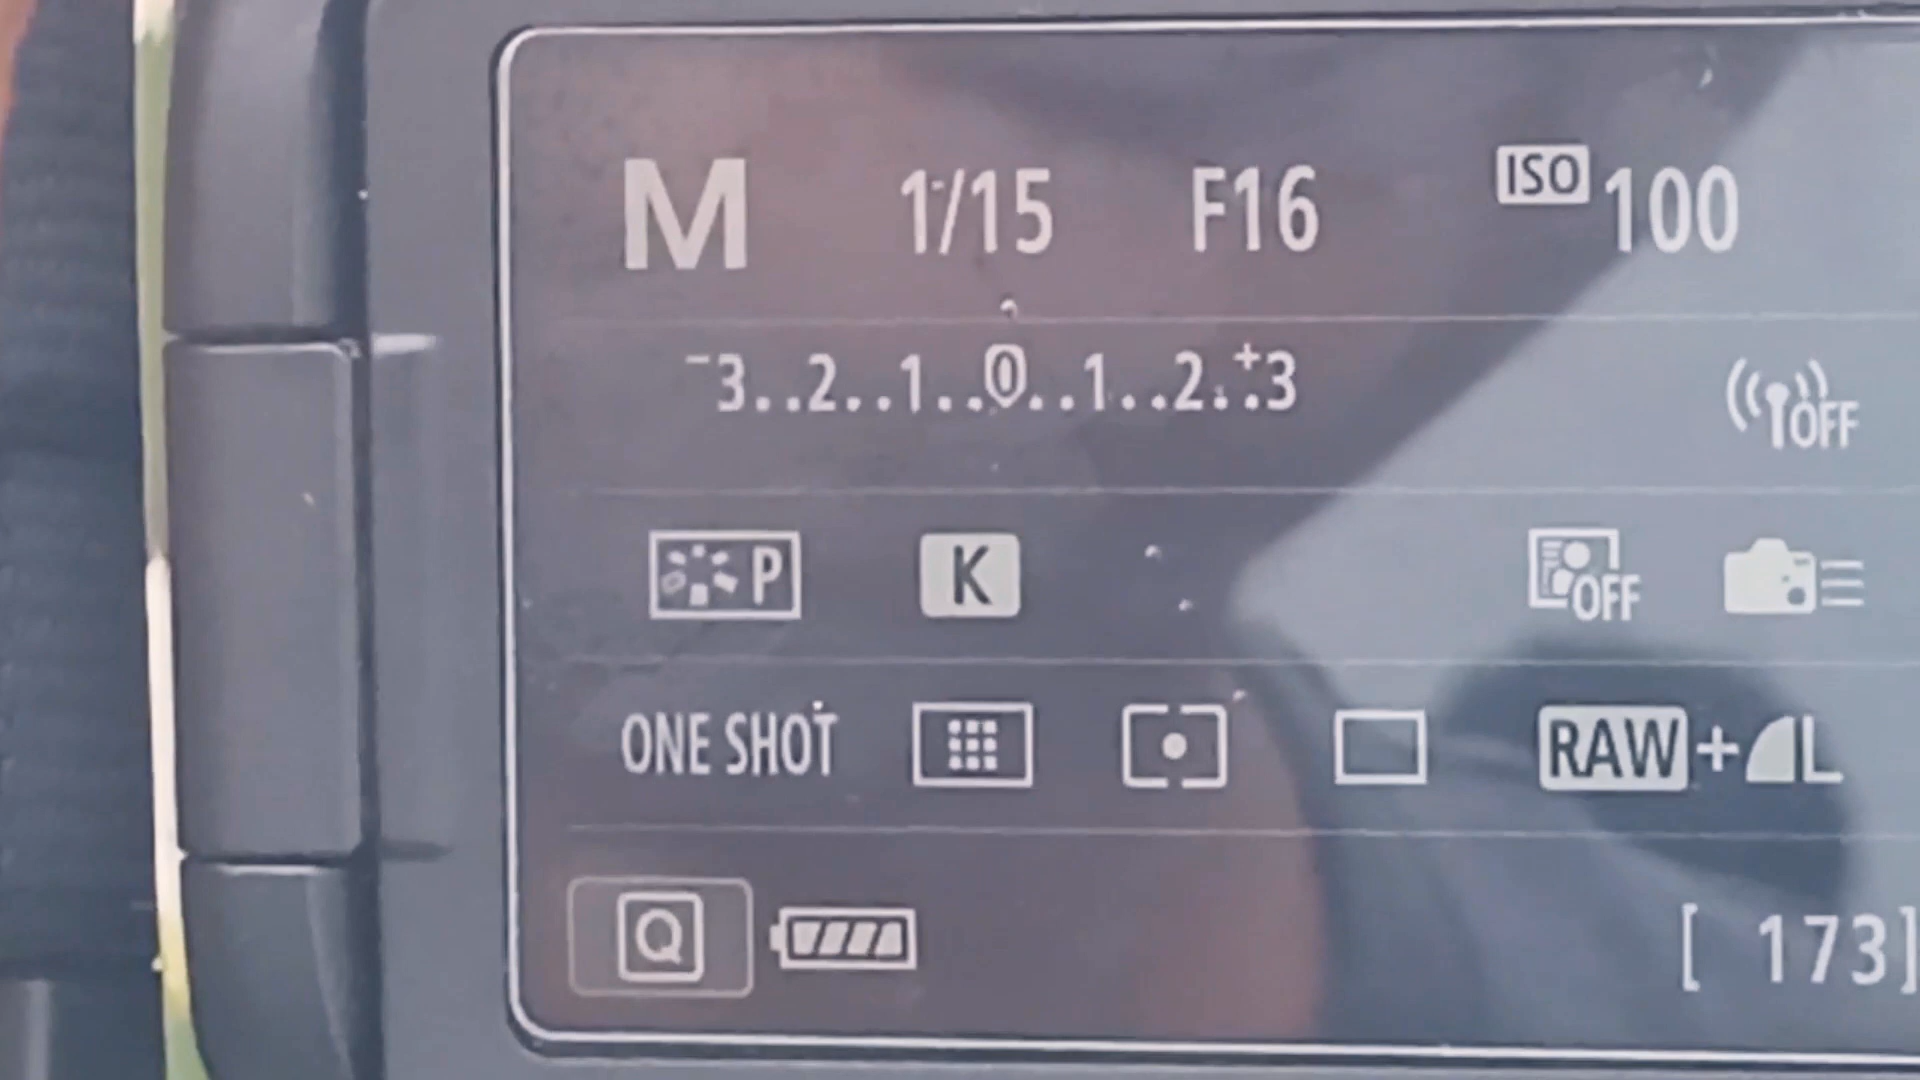 M 1/15 F16 ISO 100
-3..2..1..0..1..2..+3 OFF
P K OFF
ONE SHOT RAW+L
Q [ 173]